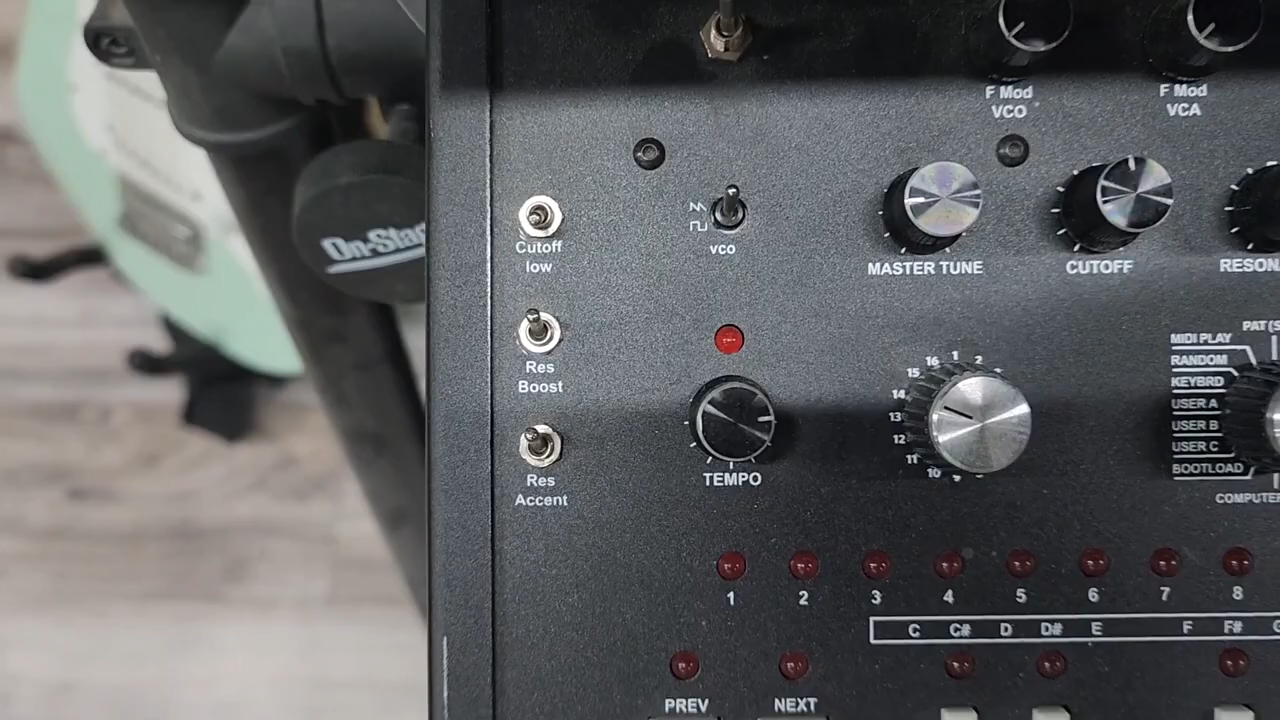 F Mod
VCO
F Mod
VCA
On-Stag
Cutoff
low
vco
MASTER TUNE
CUTOFF
RESON
Res
Boost
PAT (S
MIDI PLAY
RANDOM
KEYBRD
USER A
USER B
USER C
BOOTLOAD
COMPUTER
16 1 2
15
14
13
12
11
10
Res
Accent
TEMPO
1 2 3 4 5 6 7 8
C C# D D# E F F#
PREV NEXT